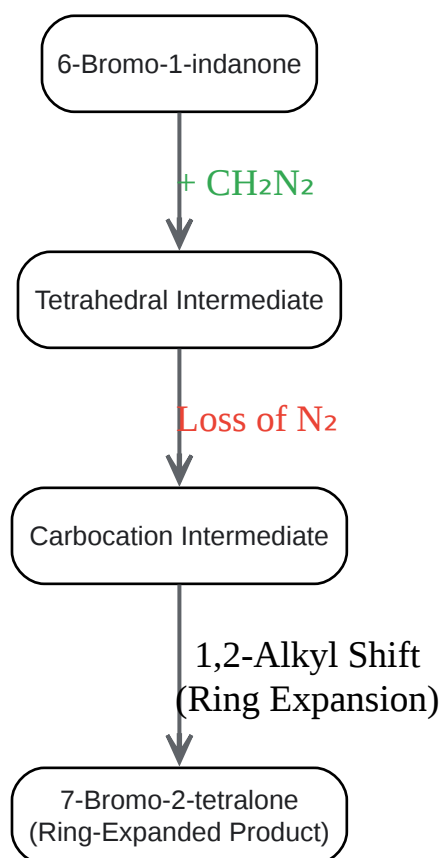 6-Bromo-1-indanone
+ CH₂N₂
Tetrahedral Intermediate
Loss of N₂
Carbocation Intermediate
1,2-Alkyl Shift
(Ring Expansion)
7-Bromo-2-tetralone
(Ring-Expanded Product)